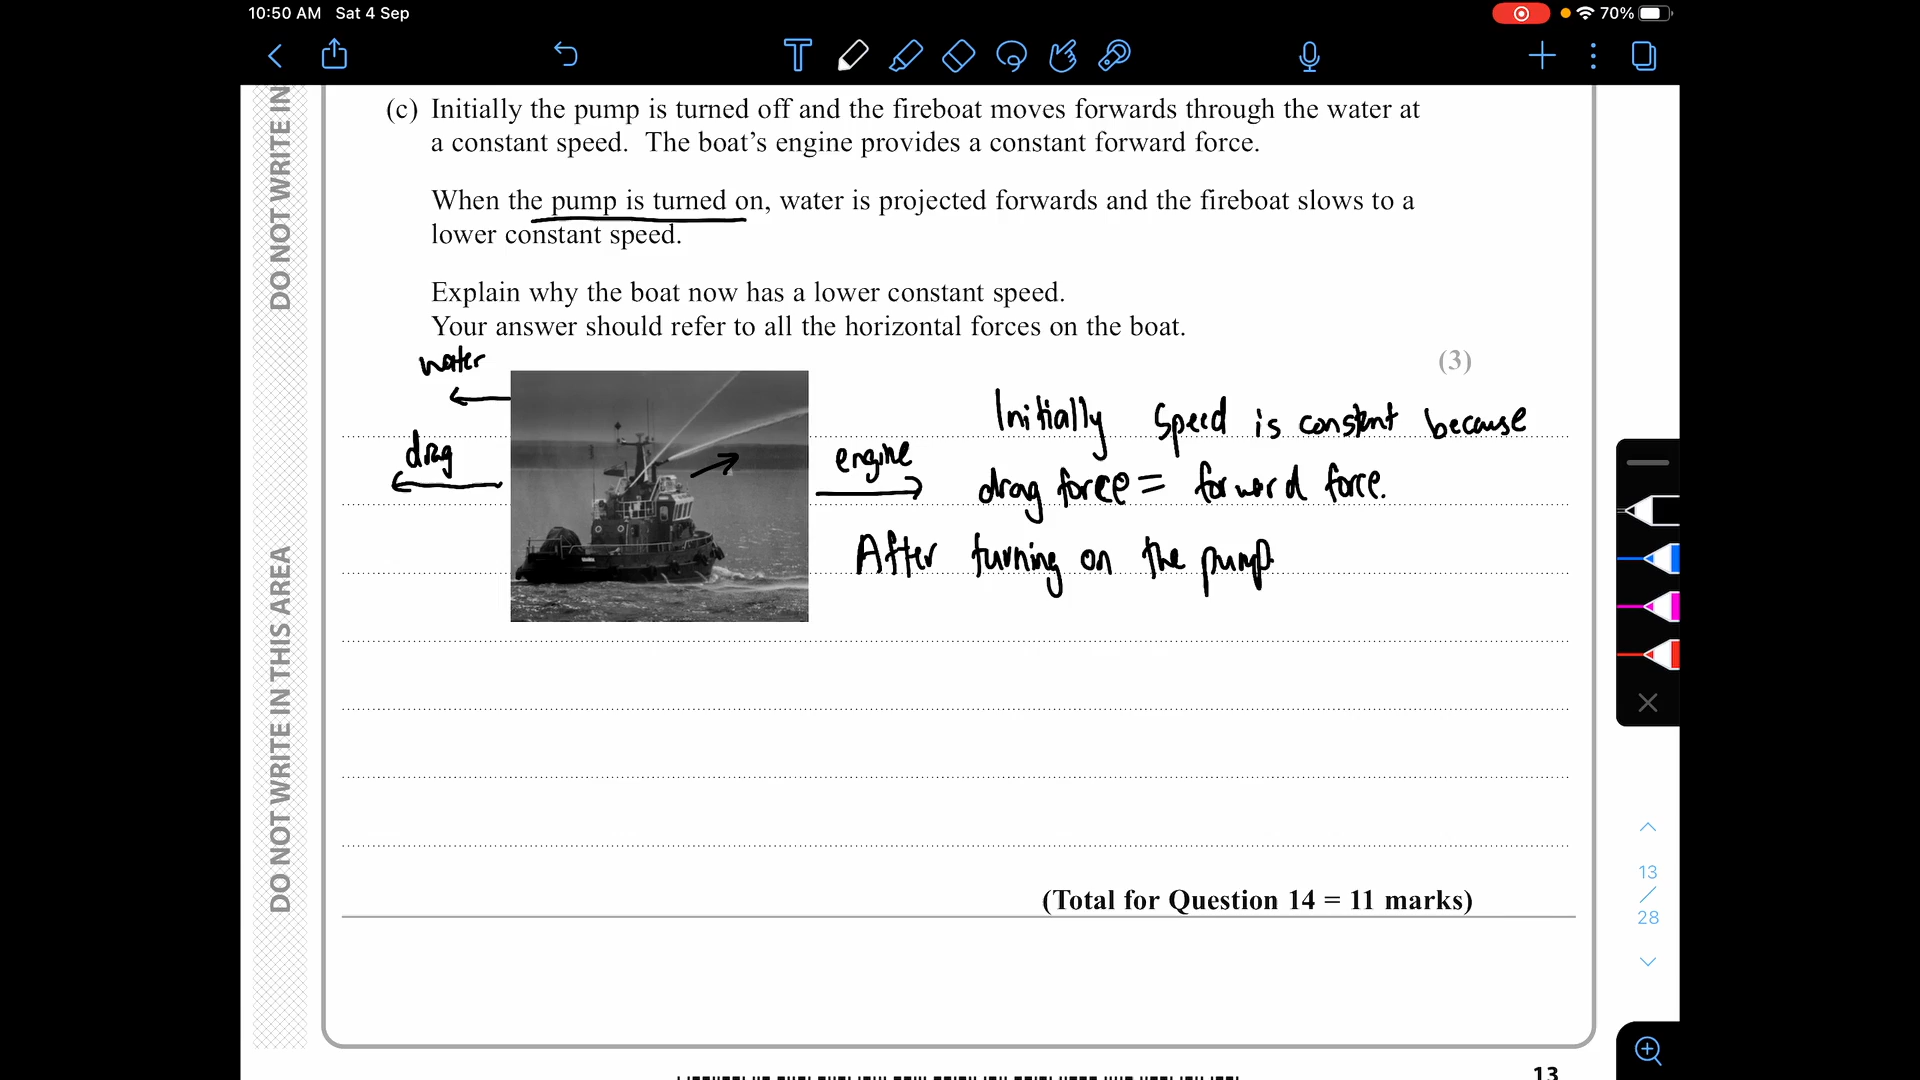 10:50 AM Sat 4 Sep
70%
DO NOT WRITE IN
DO NOT WRITE IN THIS AREA
(c) Initially the pump is turned off and the fireboat moves forwards through the water at
a constant speed. The boat’s engine provides a constant forward force.
When the pump is turned on, water is projected forwards and the fireboat slows to a
lower constant speed.
Explain why the boat now has a lower constant speed.
Your answer should refer to all the horizontal forces on the boat.
(3)
water
drag
engine
Initially speed is constant because
drag force = forward force.
After turning on the pump
(Total for Question 14 = 11 marks)
13
/
28
13